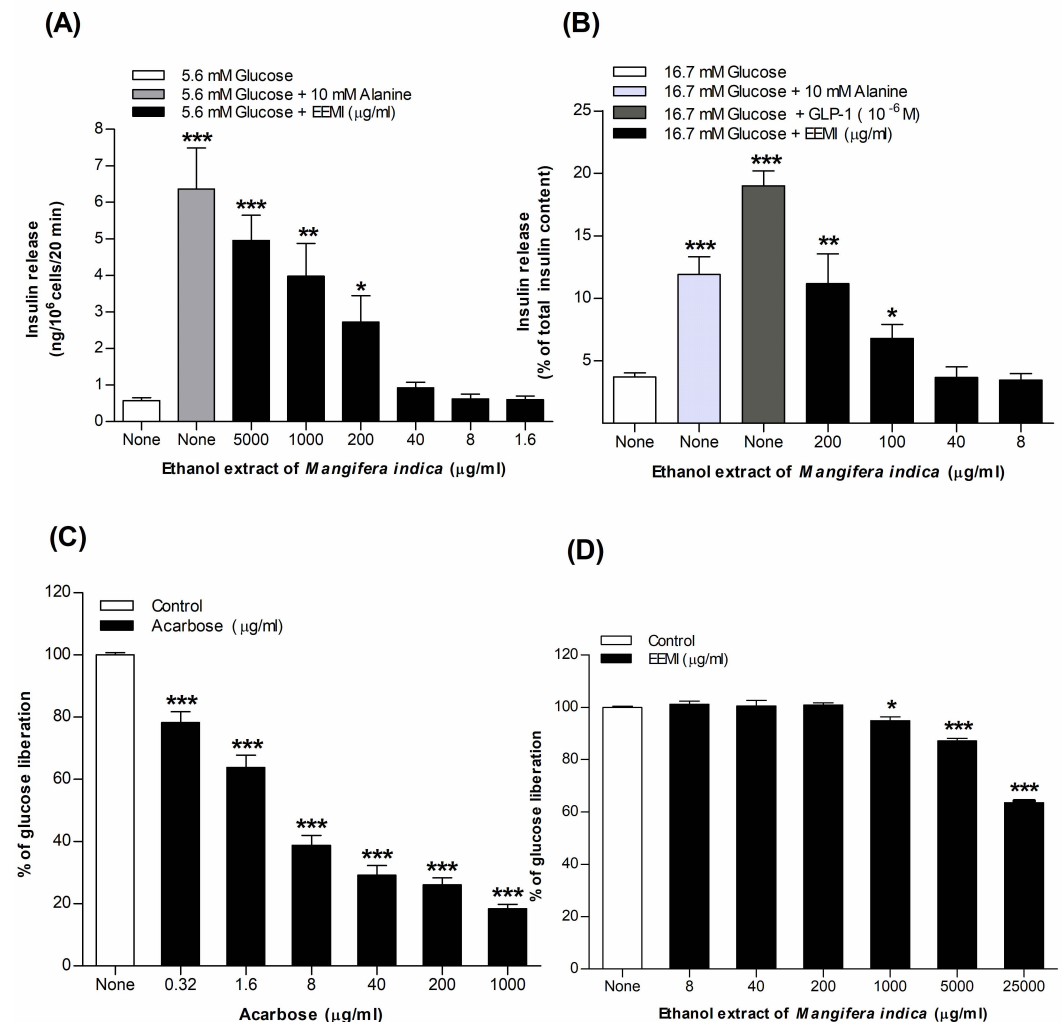 (A)
5.6 mM Glucose
5.6 mM Glucose + 10 mM Alanine
5.6 mM Glucose + EEMI (μg/ml)
Insulin release
(ng/10⁶ cells/20 min)
8
7
6
5
4
3
2
1
0
***
***
**
*
None
None
5000
1000
200
40
8
1.6
Ethanol extract of Mangifera indica (μg/ml)
(B)
16.7 mM Glucose
16.7 mM Glucose + 10 mM Alanine
16.7 mM Glucose + GLP-1 ( 10⁻⁶ M)
16.7 mM Glucose + EEMI (μg/ml)
Insulin release
(% of total insulin content)
25
20
15
10
5
***
***
**
*
None
None
None
200
100
40
8
Ethanol extract of Mangifera indica (μg/ml)
(C)
Control
Acarbose (μg/ml)
% of glucose liberation
120
100
80
60
40
20
0
***
***
***
***
***
***
None
0.32
1.6
8
40
200
1000
Acarbose (μg/ml)
(D)
Control
EEMI (μg/ml)
% of glucose liberation
120
100
80
60
40
20
0
*
***
***
None
8
40
200
1000
5000
25000
Ethanol extract of Mangifera indica (μg/ml)